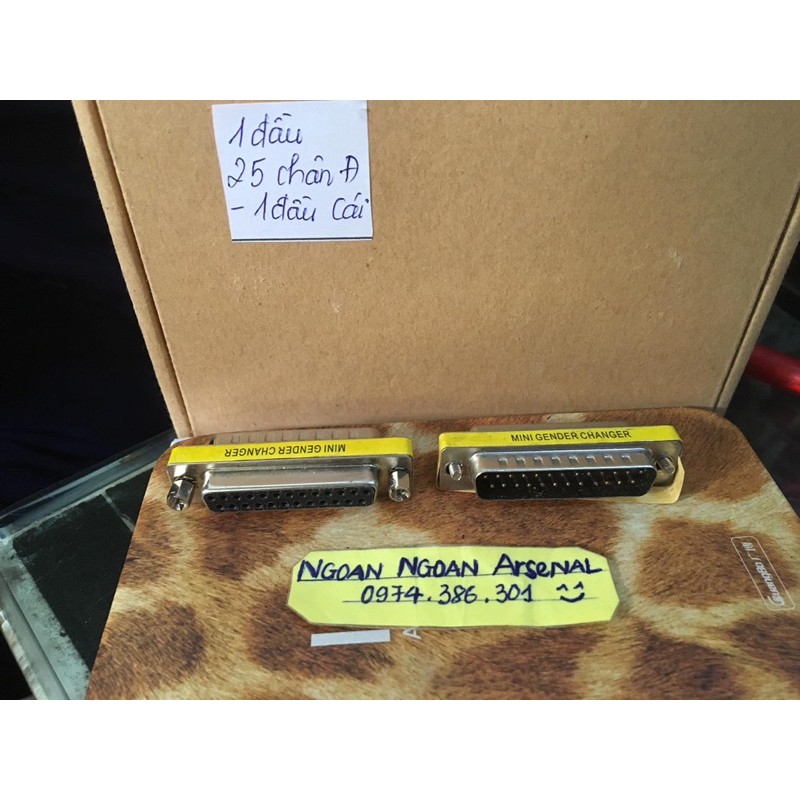 1 đầu
25 chân Đ
- 1 đầu cái
MINI GENDER CHANGER
MINI GENDER CHANGER
NGOAN NGOAN ArSENAL
0974.386.301